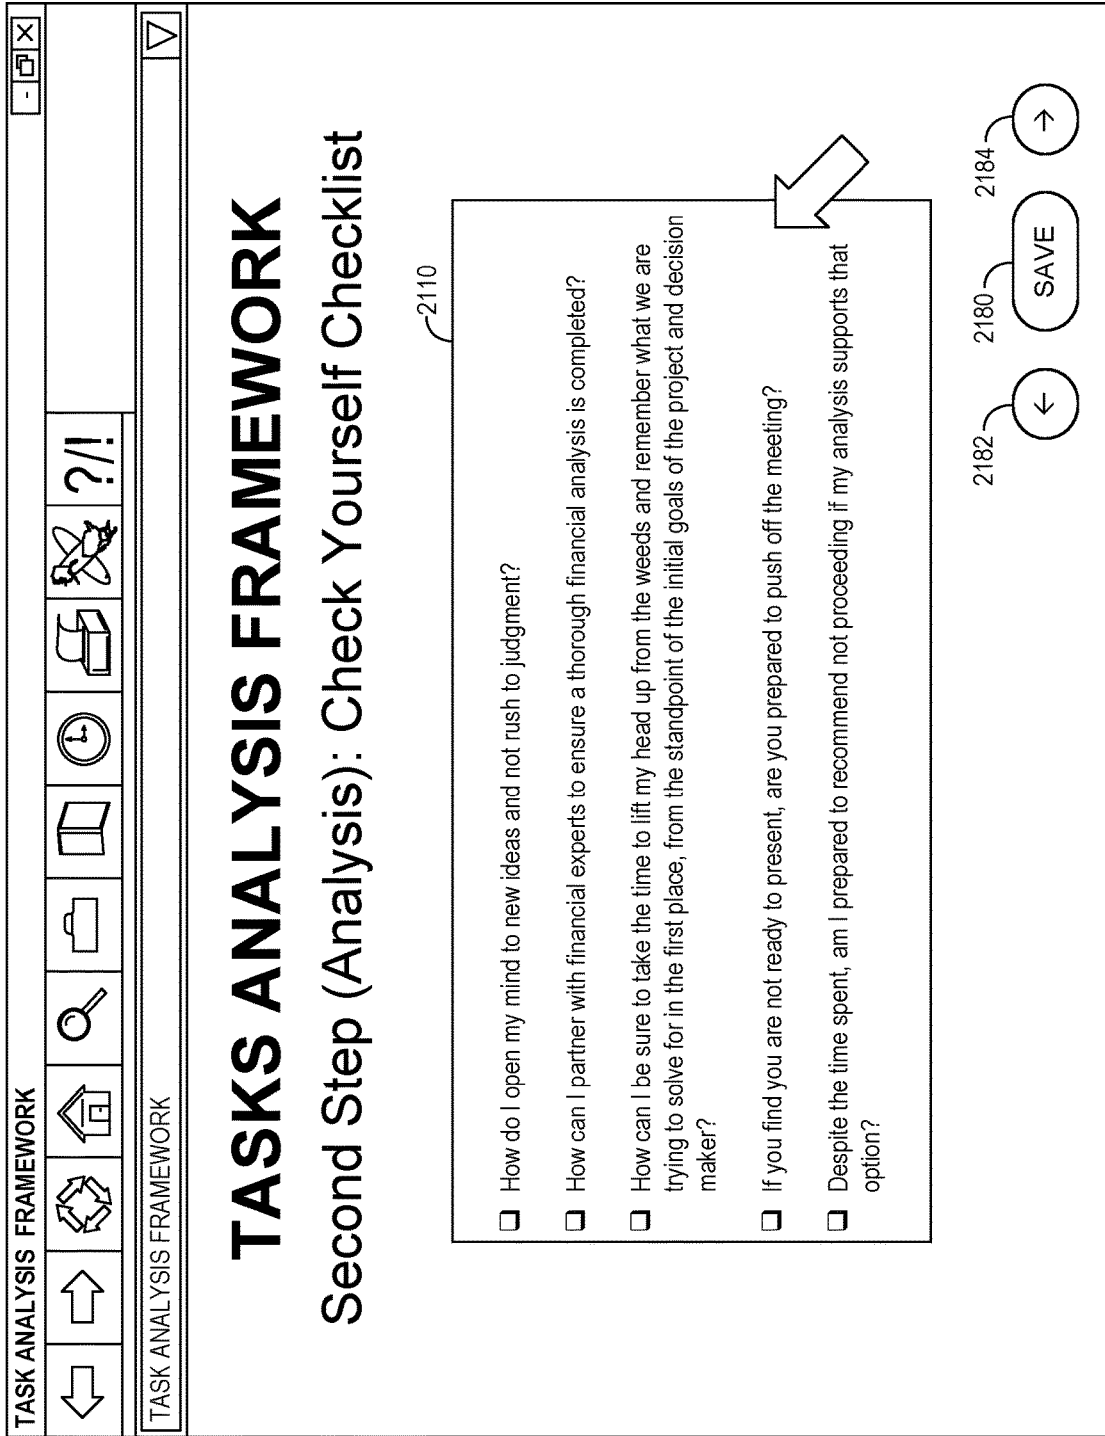 TASK ANALYSIS FRAMEWORK
?/!
TASK ANALYSIS FRAMEWORK
TASKS ANALYSIS FRAMEWORK
Second Step (Analysis): Check Yourself Checklist
2110
❑ How do I open my mind to new ideas and not rush to judgment?
❑ How can I partner with financial experts to ensure a thorough financial analysis is completed?
❑ How can I be sure to take the time to lift my head up from the weeds and remember what we are
trying to solve for in the first place, from the standpoint of the initial goals of the project and decision
maker?
❑ If you find you are not ready to present, are you prepared to push off the meeting?
❑ Despite the time spent, am I prepared to recommend not proceeding if my analysis supports that
option?
2182 2180 2184
← SAVE →